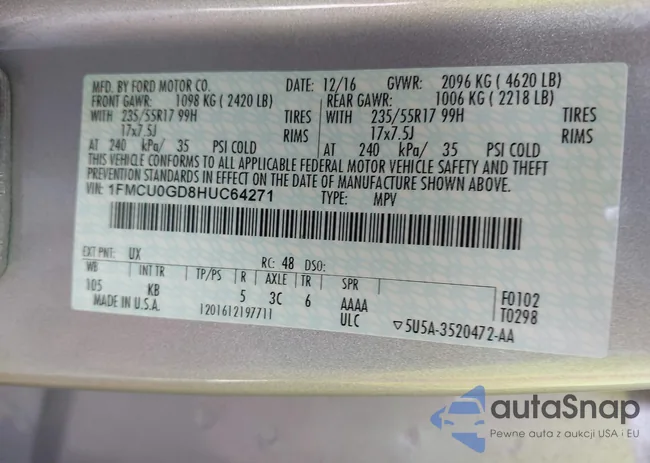 MFD. BY FORD MOTOR CO. DATE: 12/16 GVWR: 2096 KG ( 4620 LB)
FRONT GAWR: 1098 KG ( 2420 LB) REAR GAWR: 1006 KG ( 2218 LB)
WITH 235/55R17 99H TIRES WITH 235/55R17 99H TIRES
17x7.5J RIMS 17x7.5J RIMS
AT 240 kPa/ 35 PSI COLD AT 240 kPa/ 35 PSI COLD
THIS VEHICLE CONFORMS TO ALL APPLICABLE FEDERAL MOTOR VEHICLE SAFETY AND THEFT
PREVENTION STANDARDS IN EFFECT ON THE DATE OF MANUFACTURE SHOWN ABOVE.
VIN: 1FMCU0GD8HUC64271 TYPE: MPV
EXT PNT: UX RC: 48 DSO:
WB INT TR TP/PS R AXLE TR SPR
105 KB 5 3C 6 AAAA F0102
MADE IN U.S.A. 1201612197711 ULC T0298
▽5U5A-3520472-AA
autaSnap
Pewne auta z aukcji USA i EU